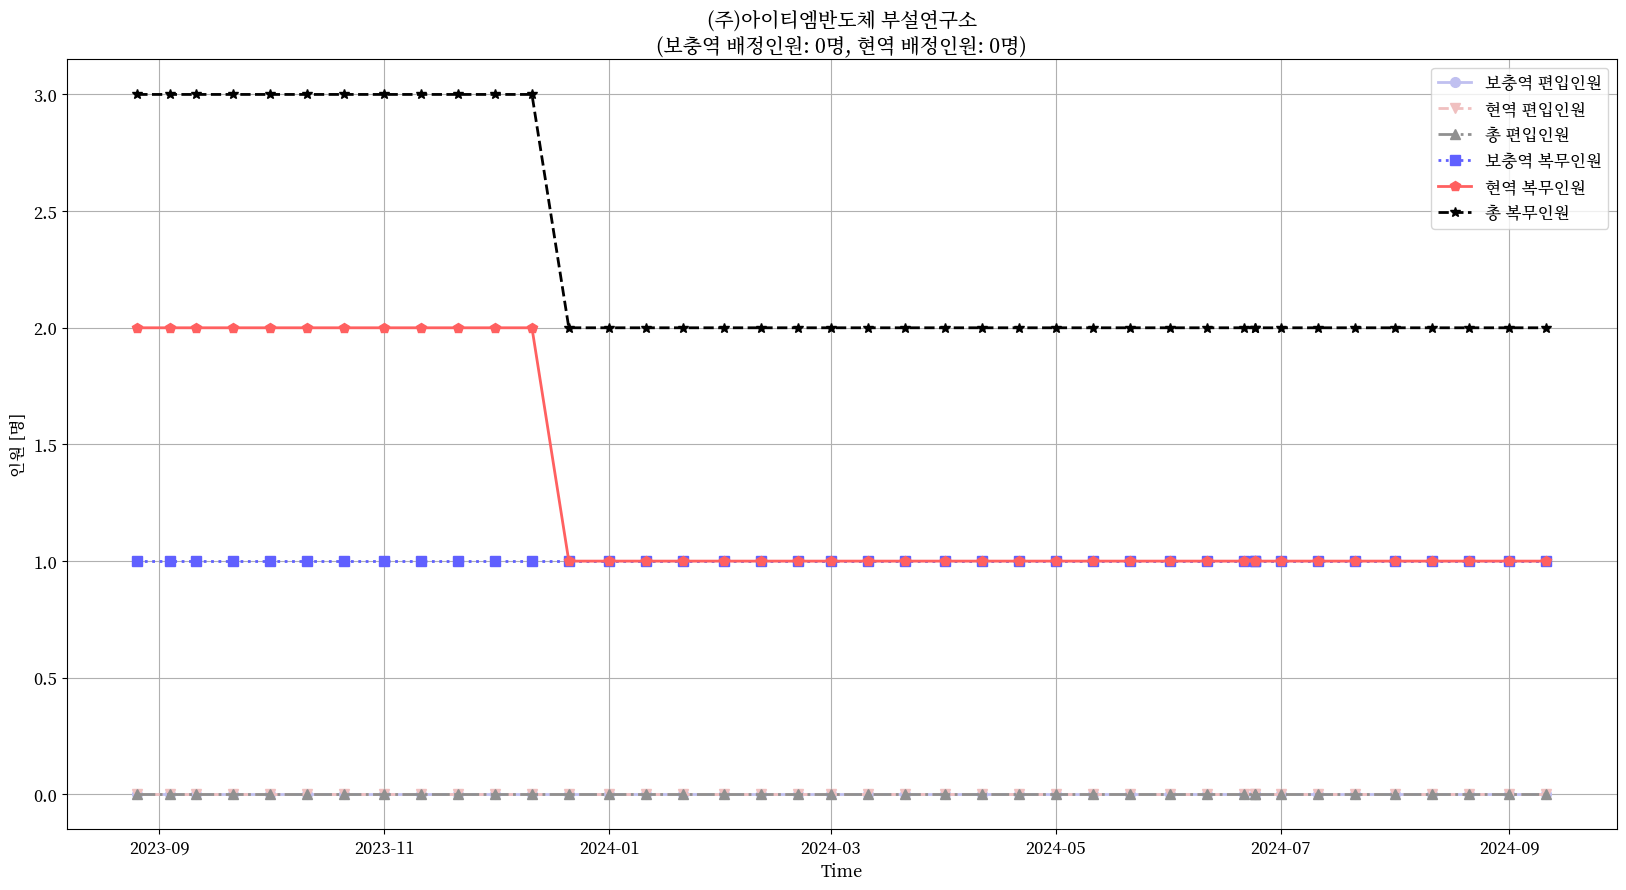 (주)아이티엠반도체 부설연구소
(보충역 배정인원: 0명, 현역 배정인원: 0명)
보충역 편입인원
현역 편입인원
총 편입인원
보충역 복무인원
현역 복무인원
총 복무인원
인원 [명]
3.0
2.5
2.0
1.5
1.0
0.5
0.0
2023-09
2023-11
2024-01
2024-03
2024-05
2024-07
2024-09
Time